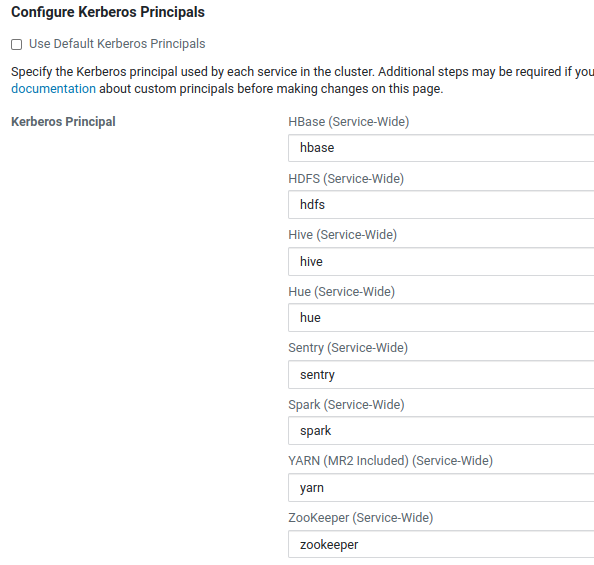 Configure Kerberos Principals
Use Default Kerberos Principals
Specify the Kerberos principal used by each service in the cluster. Additional steps may be required if you
documentation about custom principals before making changes on this page.
Kerberos Principal
HBase (Service-Wide)
hbase
HDFS (Service-Wide)
hdfs
Hive (Service-Wide)
hive
Hue (Service-Wide)
hue
Sentry (Service-Wide)
sentry
Spark (Service-Wide)
spark
YARN (MR2 Included) (Service-Wide)
yarn
ZooKeeper (Service-Wide)
zookeeper